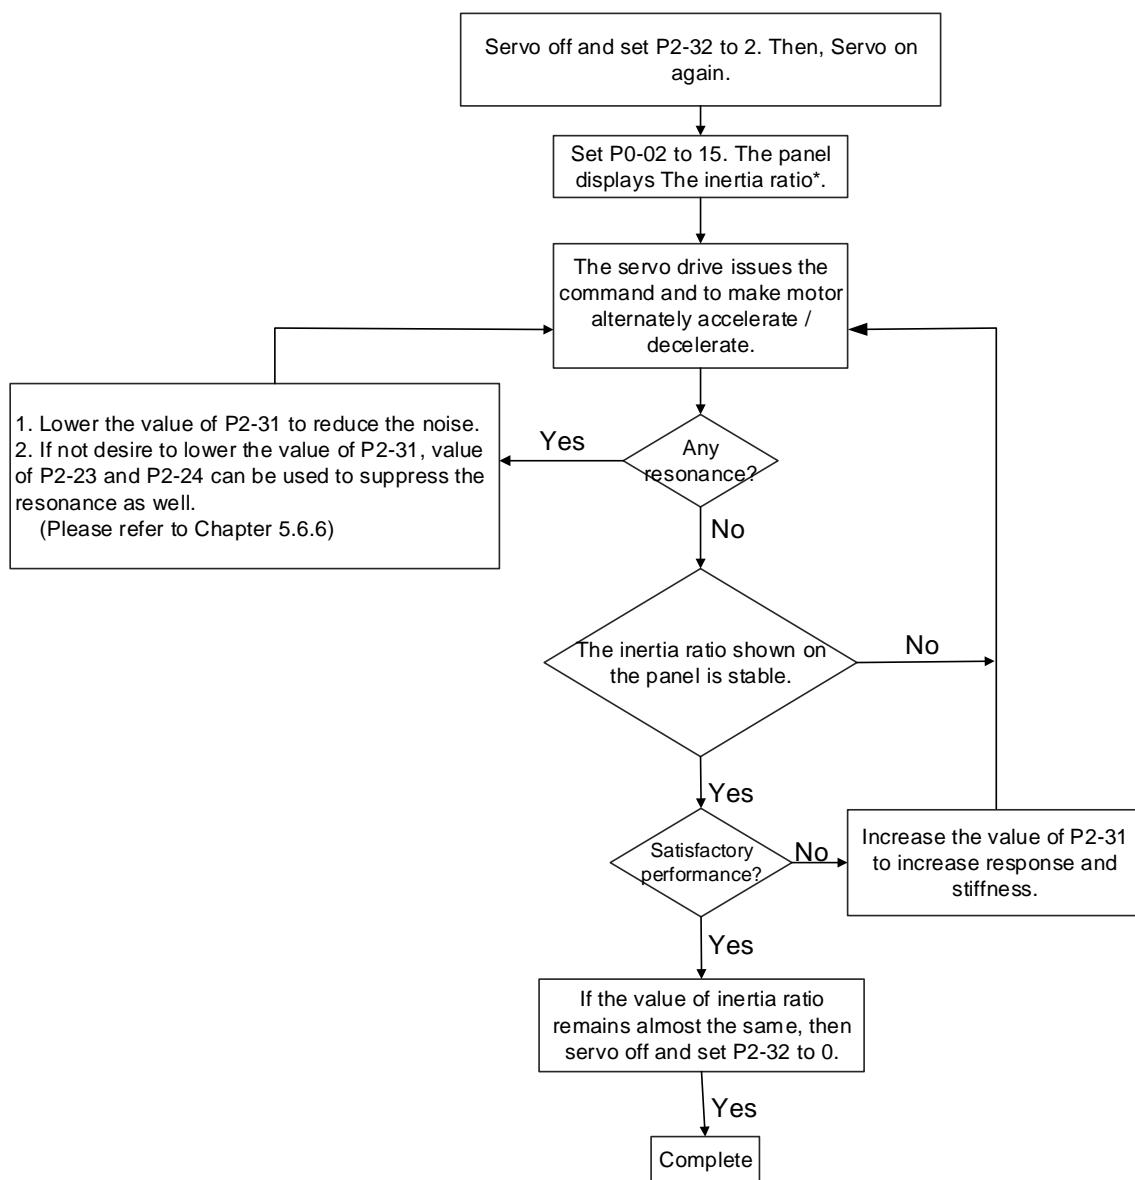 Servo off and set P2-32 to 2. Then, Servo on
again.
Set P0-02 to 15. The panel
displays The inertia ratio*.
The servo drive issues the
command and to make motor
alternately accelerate /
decelerate.
1. Lower the value of P2-31 to reduce the noise.
2. If not desire to lower the value of P2-31, value
of P2-23 and P2-24 can be used to suppress the
resonance as well.
(Please refer to Chapter 5.6.6)
Yes
Any
resonance?
No
The inertia ratio shown on
the panel is stable.
No
Yes
Satisfactory
performance?
No
Increase the value of P2-31
to increase response and
stiffness.
Yes
If the value of inertia ratio
remains almost the same, then
servo off and set P2-32 to 0.
Yes
Complete